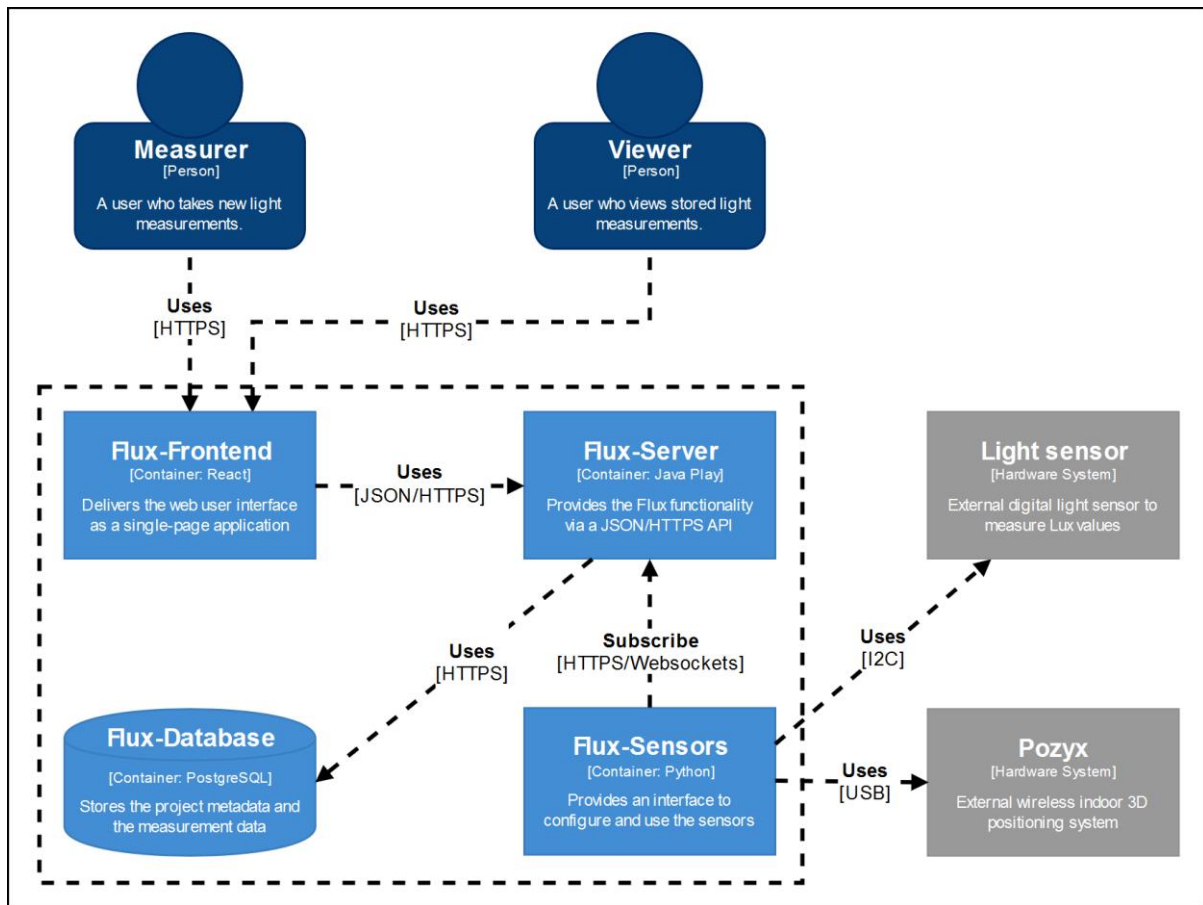 Measurer
[Person]
A user who takes new light
measurements.
Viewer
[Person]
A user who views stored light
measurements.
Uses
[HTTPS]
Uses
[HTTPS]
Flux-Frontend
[Container: React]
Delivers the web user interface
as a single-page application
Uses
[JSON/HTTPS]
Flux-Server
[Container: Java Play]
Provides the Flux functionality
via a JSON/HTTPS API
Light sensor
[Hardware System]
External digital light sensor to
measure Lux values
Uses
[HTTPS]
Subscribe
[HTTPS/Websockets]
Uses
[I2C]
Flux-Database
[Container: PostgreSQL]
Stores the project metadata and
the measurement data
Flux-Sensors
[Container: Python]
Provides an interface to
configure and use the sensors
Uses
[USB]
Pozyx
[Hardware System]
External wireless indoor 3D
positioning system